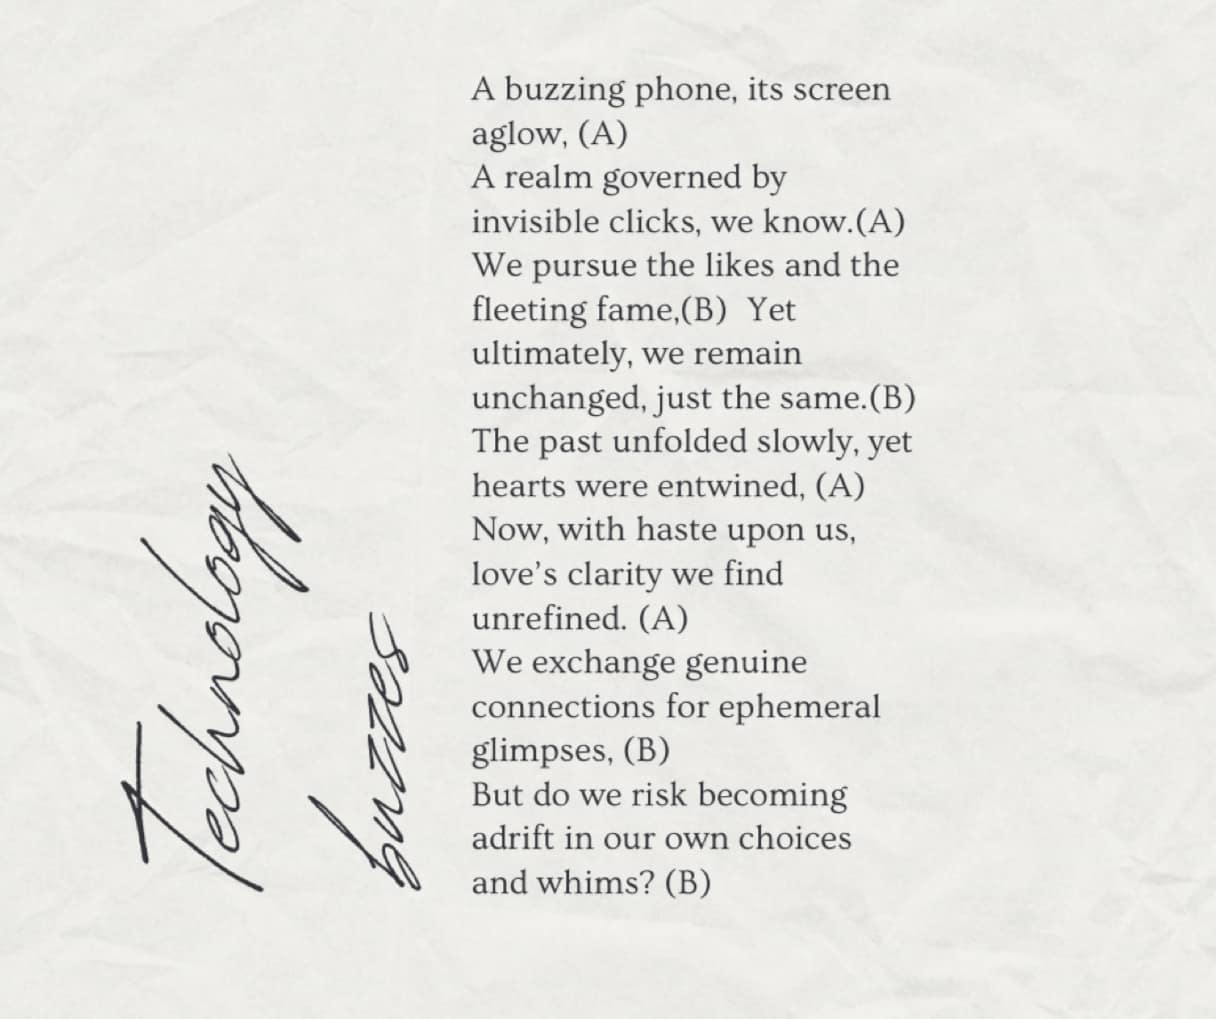 Technology
buzzes
A buzzing phone, its screen
aglow, (A)
A realm governed by
invisible clicks, we know.(A)
We pursue the likes and the
fleeting fame,(B)  Yet
ultimately, we remain
unchanged, just the same.(B)
The past unfolded slowly, yet
hearts were entwined, (A)
Now, with haste upon us,
love’s clarity we find
unrefined. (A)
We exchange genuine
connections for ephemeral
glimpses, (B)
But do we risk becoming
adrift in our own choices
and whims? (B)